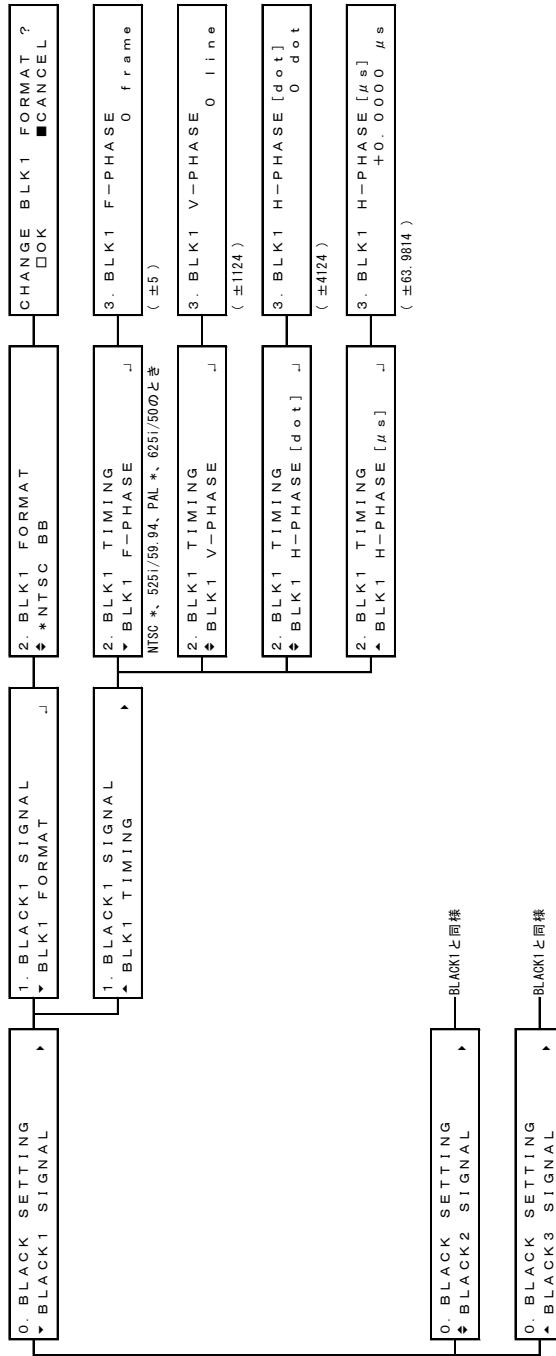 0. BLACK SETTING
▼ BLACK1 SIGNAL ▶
1. BLACK1 SIGNAL
▼ BLK1 FORMAT ↵
2. BLK1 FORMAT
◆ *NTSC BB
CHANGE BLK1 FORMAT ?
□OK ■CANCEL
1. BLACK1 SIGNAL
▲ BLK1 TIMING ▶
2. BLK1 TIMING
▼ BLK1 F-PHASE ↵
NTSC *、525i/59.94、PAL *、625i/50のとき
3. BLK1 F-PHASE
0 frame
( ±5 )
2. BLK1 TIMING
◆ BLK1 V-PHASE ↵
3. BLK1 V-PHASE
0 line
( ±1124 )
2. BLK1 TIMING
◆ BLK1 H-PHASE [dot] ↵
3. BLK1 H-PHASE [dot]
0 dot
( ±4124 )
2. BLK1 TIMING
▲ BLK1 H-PHASE [μs] ↵
3. BLK1 H-PHASE [μs]
+0.0000 μs
( ±63.9814 )
0. BLACK SETTING
◆ BLACK2 SIGNAL ▶
BLACK1と同様
0. BLACK SETTING
▲ BLACK3 SIGNAL ▶
BLACK1と同様